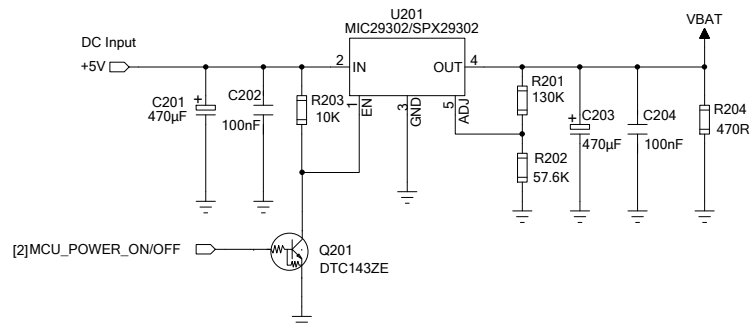 U201
MIC29302/SPX29302
VBAT
DC Input
+5V
2
IN
OUT
4
1
EN
3
GND
5
ADJ
C201
470μF
+
C202
100nF
R203
10K
R201
130K
R202
57.6K
+
C203
470μF
C204
100nF
R204
470R
[2]MCU_POWER_ON/OFF
Q201
DTC143ZE